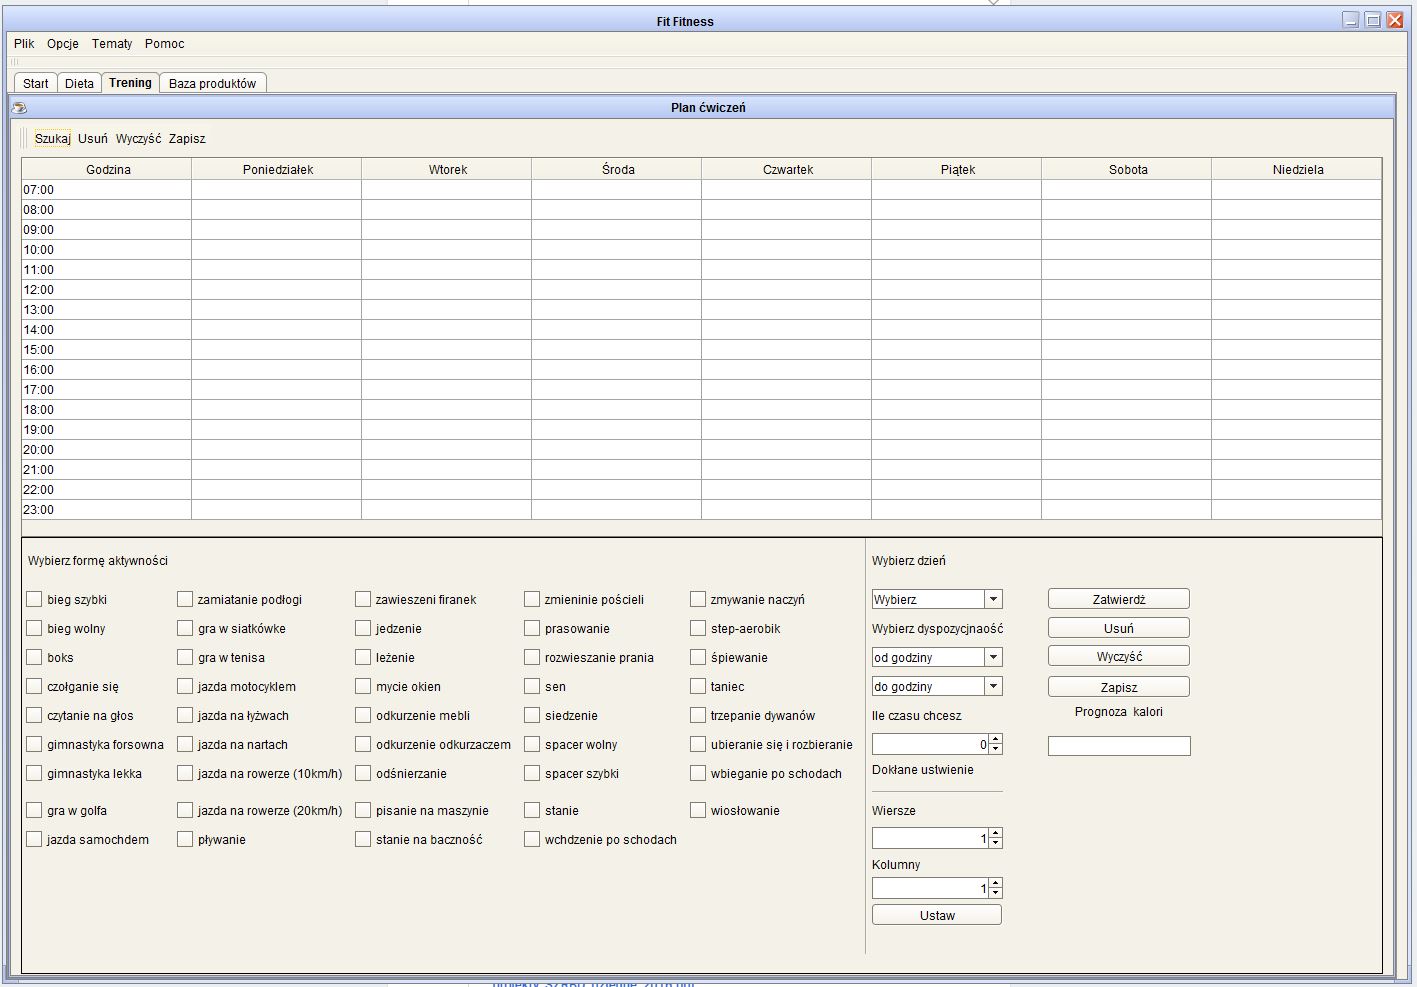 Fit Fitness
Plik Opcje Tematy Pomoc
Start Dieta Trening Baza produktów
Plan ćwiczeń
Szukaj Usuń Wyczyść Zapisz
Godzina Poniedziałek Wtorek Środa Czwartek Piątek Sobota Niedziela
07:00
08:00
09:00
10:00
11:00
12:00
13:00
14:00
15:00
16:00
17:00
18:00
19:00
20:00
21:00
22:00
23:00
Wybierz formę aktywności
bieg szybki zamiatanie podłogi zawieszeni firanek zmieninie pościeli zmywanie naczyń
bieg wolny gra w siatkówke jedzenie prasowanie step-aerobik
boks gra w tenisa leżenie rozwieszanie prania śpiewanie
czołganie się jazda motocyklem mycie okien sen taniec
czytanie na głos jazda na łyżwach odkurzenie mebli siedzenie trzepanie dywanów
gimnastyka forsowna jazda na nartach odkurzenie odkurzaczem spacer wolny ubieranie się i rozbieranie
gimnastyka lekka jazda na rowerze (10km/h) odśnierzanie spacer szybki wbieganie po schodach
gra w golfa jazda na rowerze (20km/h) pisanie na maszynie stanie wiosłowanie
jazda samochdem pływanie stanie na baczność wchdzenie po schodach
Wybierz dzień
Wybierz
Wybierz dyspozycjnaość
od godziny
do godziny
Ile czasu chcesz
0
Dokłane ustwienie
Wiersze
1
Kolumny
1
Ustaw
Zatwierdż
Usuń
Wyczyść
Zapisz
Prognoza kalori